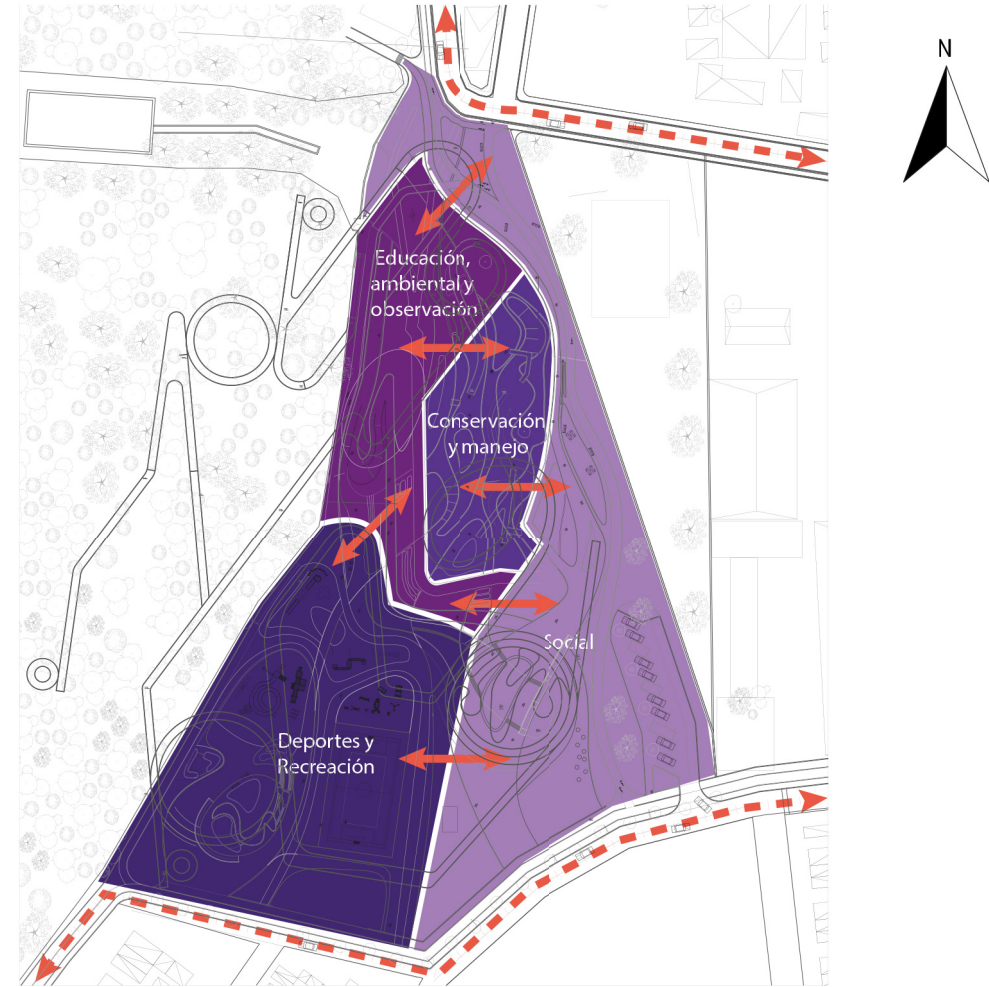 N
Educación,
ambiental y
observación
Conservación
y manejo
Social
Deportes y
Recreación